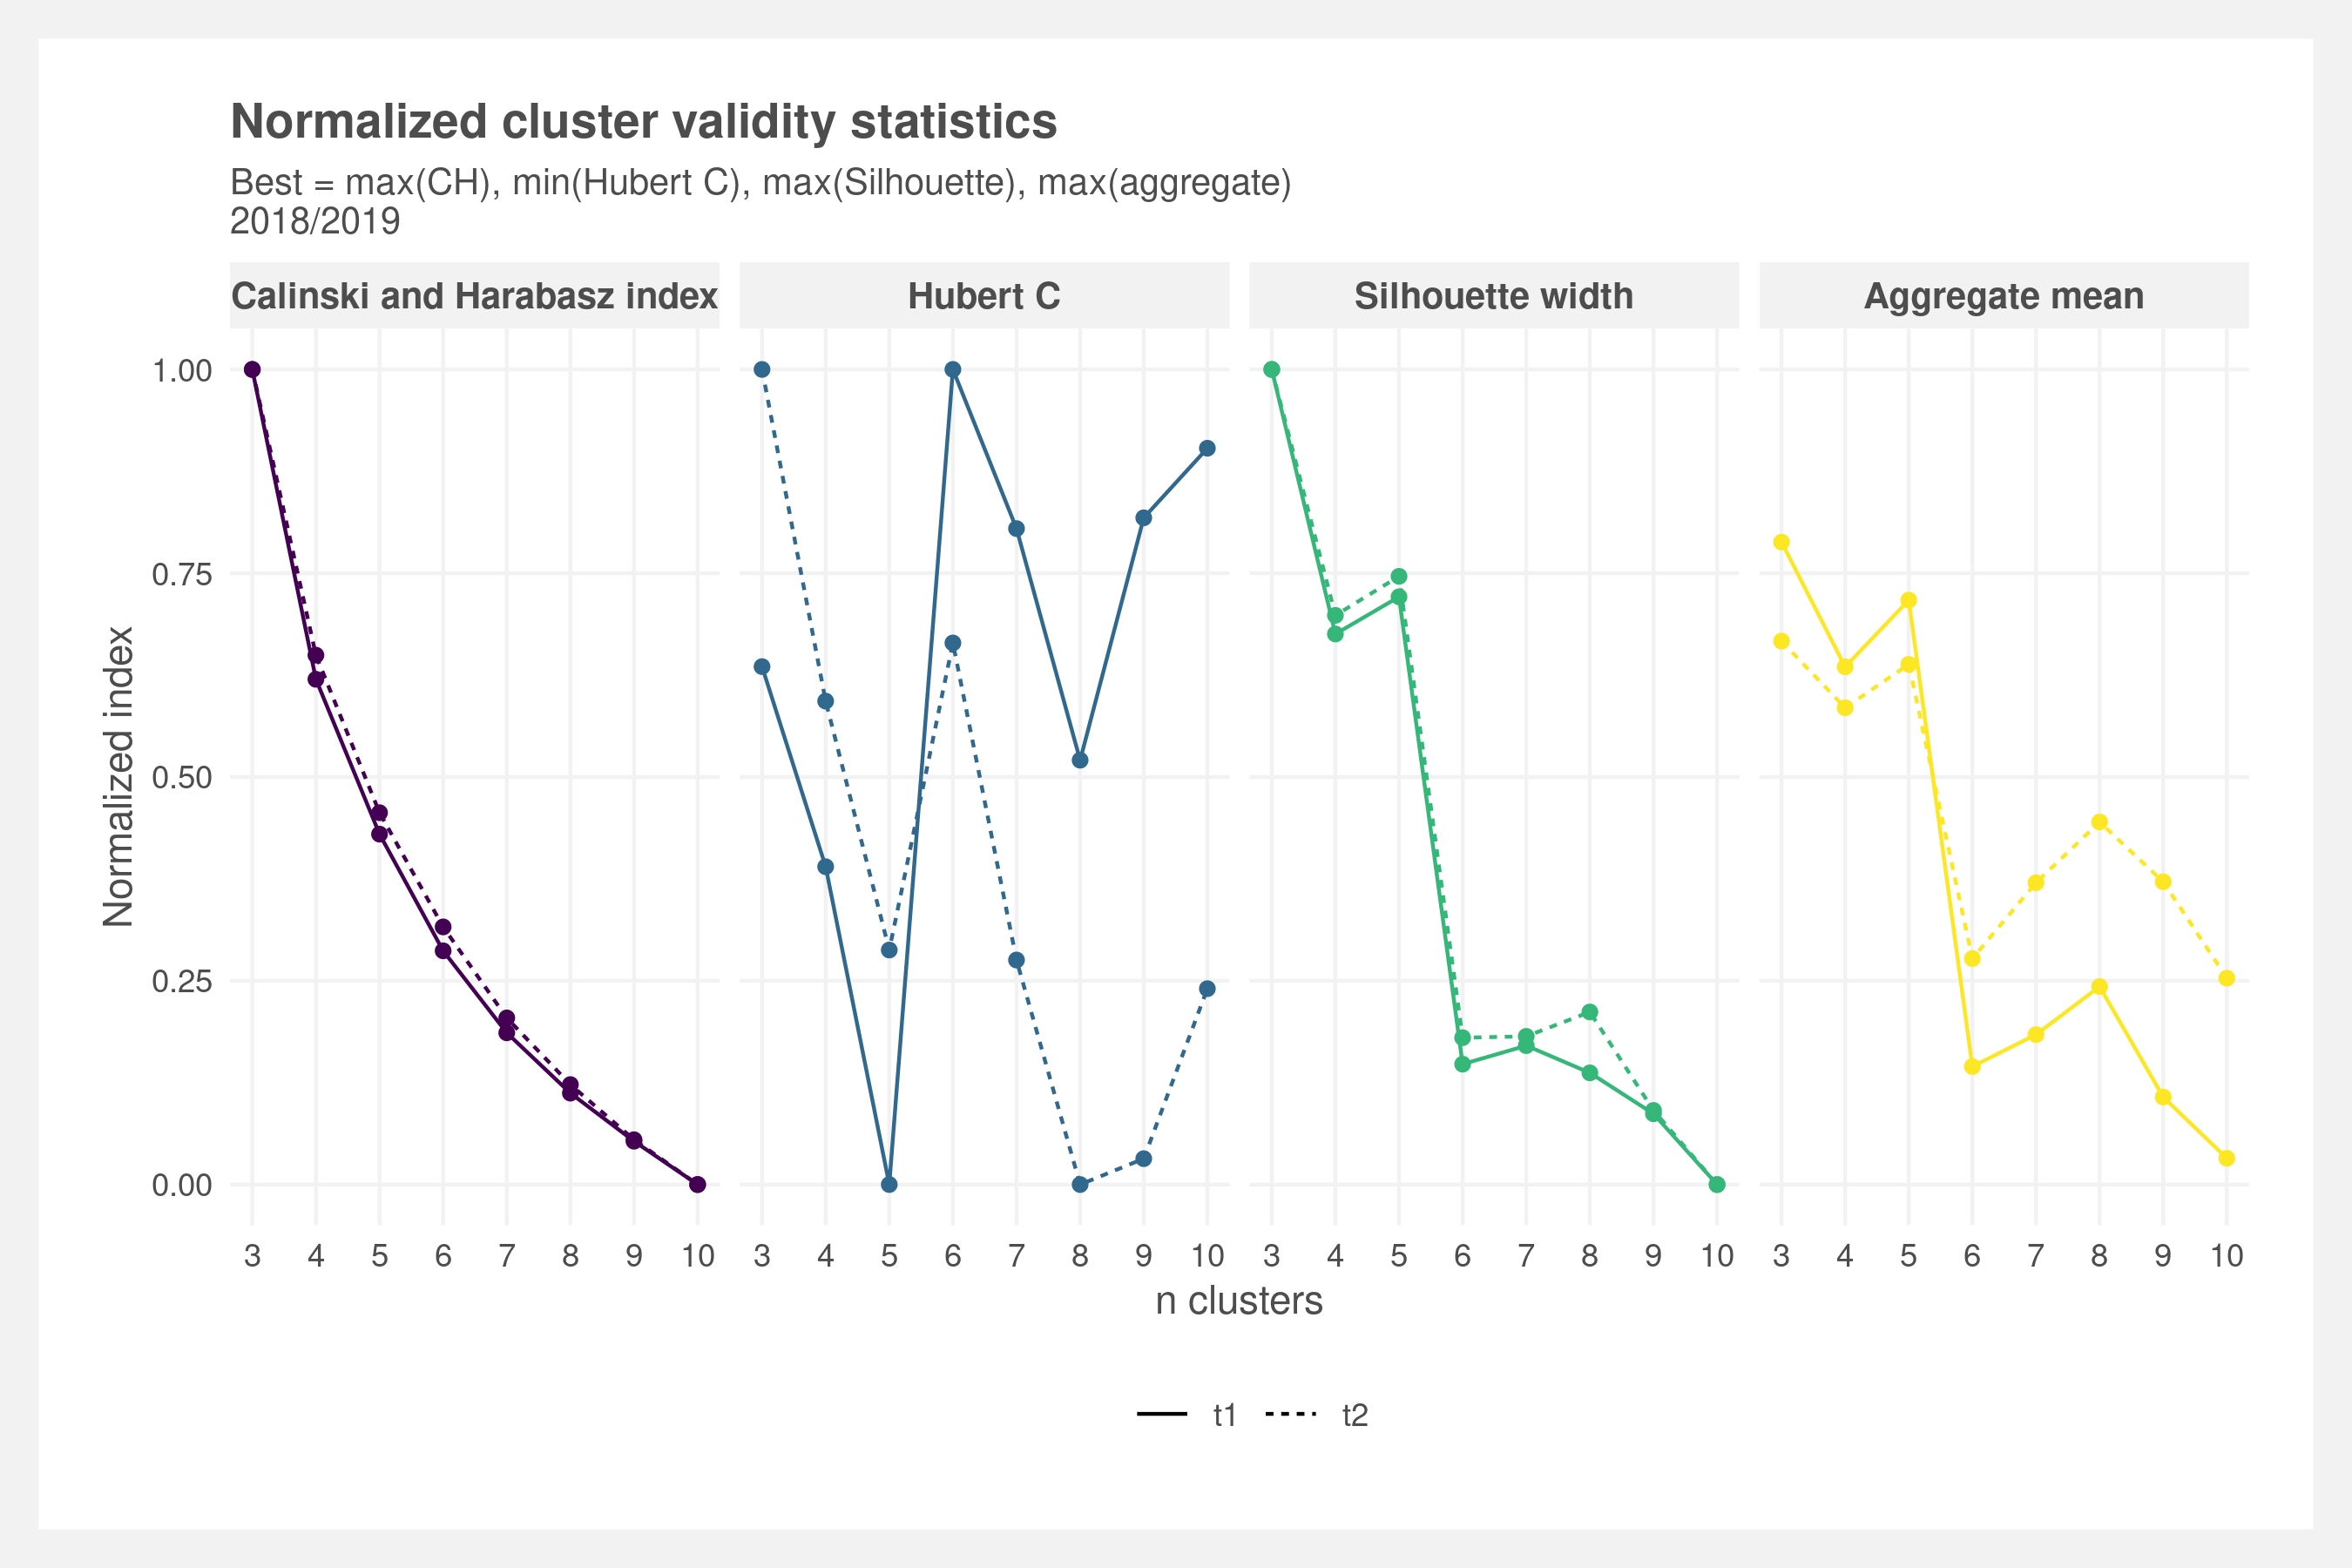 Normalized cluster validity statistics
Best = max(CH), min(Hubert C), max(Silhouette), max(aggregate)
2018/2019
Calinski and Harabasz index
Hubert C
Silhouette width
Aggregate mean
Normalized index
1.00
0.75
0.50
0.25
0.00
3 4 5 6 7 8 9 10
3 4 5 6 7 8 9 10
3 4 5 6 7 8 9 10
3 4 5 6 7 8 9 10
n clusters
t1 t2